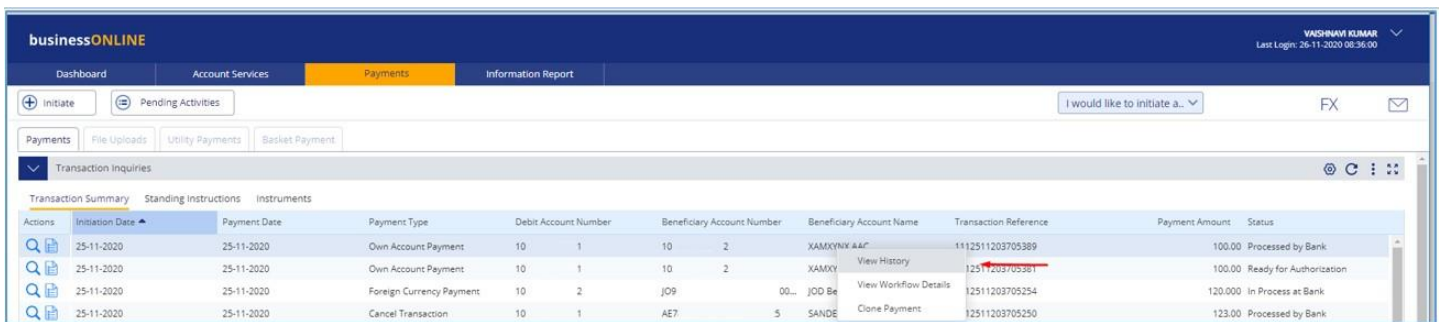 businessONLINE
VAISHNAVI KUMAR
Last Login: 26-11-2020 08:36:00
Dashboard Account Services Payments Information Report
Initiate Pending Activities I would like to initiate a.. FX
Payments File Uploads Utility Payments Basket Payment
Transaction Inquiries
Transaction Summary Standing Instructions Instruments
Actions Initiation Date Payment Date Payment Type Debit Account Number Beneficiary Account Number Beneficiary Account Name Transaction Reference Payment Amount Status
25-11-2020 25-11-2020 Own Account Payment 10 1 10 2 XAMXYNX AAC 1112511203705389 100.00 Processed by Bank
View History
25-11-2020 25-11-2020 Own Account Payment 10 1 10 2 XAMXY 12511203705381 100.00 Ready for Authorization
View Workflow Details
25-11-2020 25-11-2020 Foreign Currency Payment 10 2 JO9 00... JOD Be 12511203705254 120.000 In Process at Bank
Clone Payment
25-11-2020 25-11-2020 Cancel Transaction 10 1 AE7 5 SANDE 12511203705250 123.00 Processed by Bank